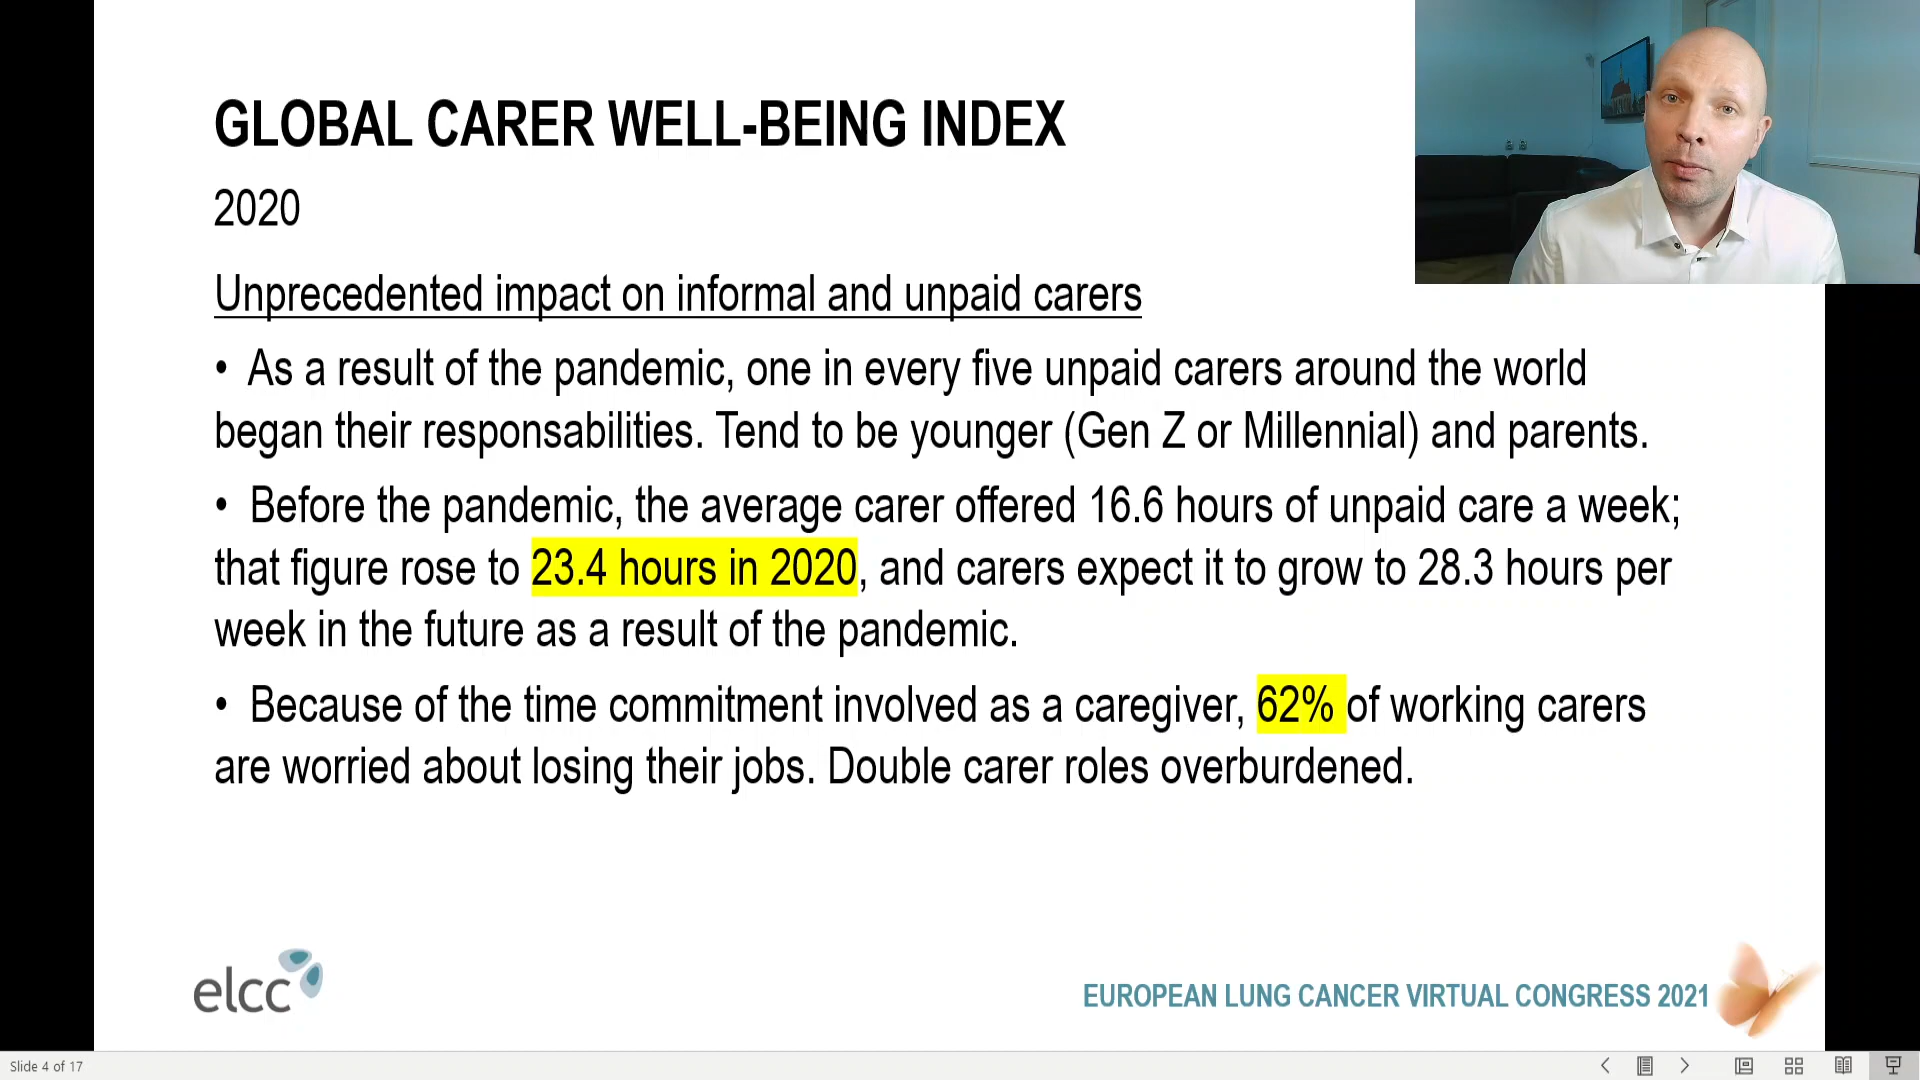 GLOBAL CARER WELL-BEING INDEX
2020
Unprecedented impact on informal and unpaid carers
• As a result of the pandemic, one in every five unpaid carers around the world
began their responsabilities. Tend to be younger (Gen Z or Millennial) and parents.
• Before the pandemic, the average carer offered 16.6 hours of unpaid care a week;
that figure rose to 23.4 hours in 2020, and carers expect it to grow to 28.3 hours per
week in the future as a result of the pandemic.
• Because of the time commitment involved as a caregiver, 62% of working carers
are worried about losing their jobs. Double carer roles overburdened.
elcc
EUROPEAN LUNG CANCER VIRTUAL CONGRESS 2021
Slide 4 of 17